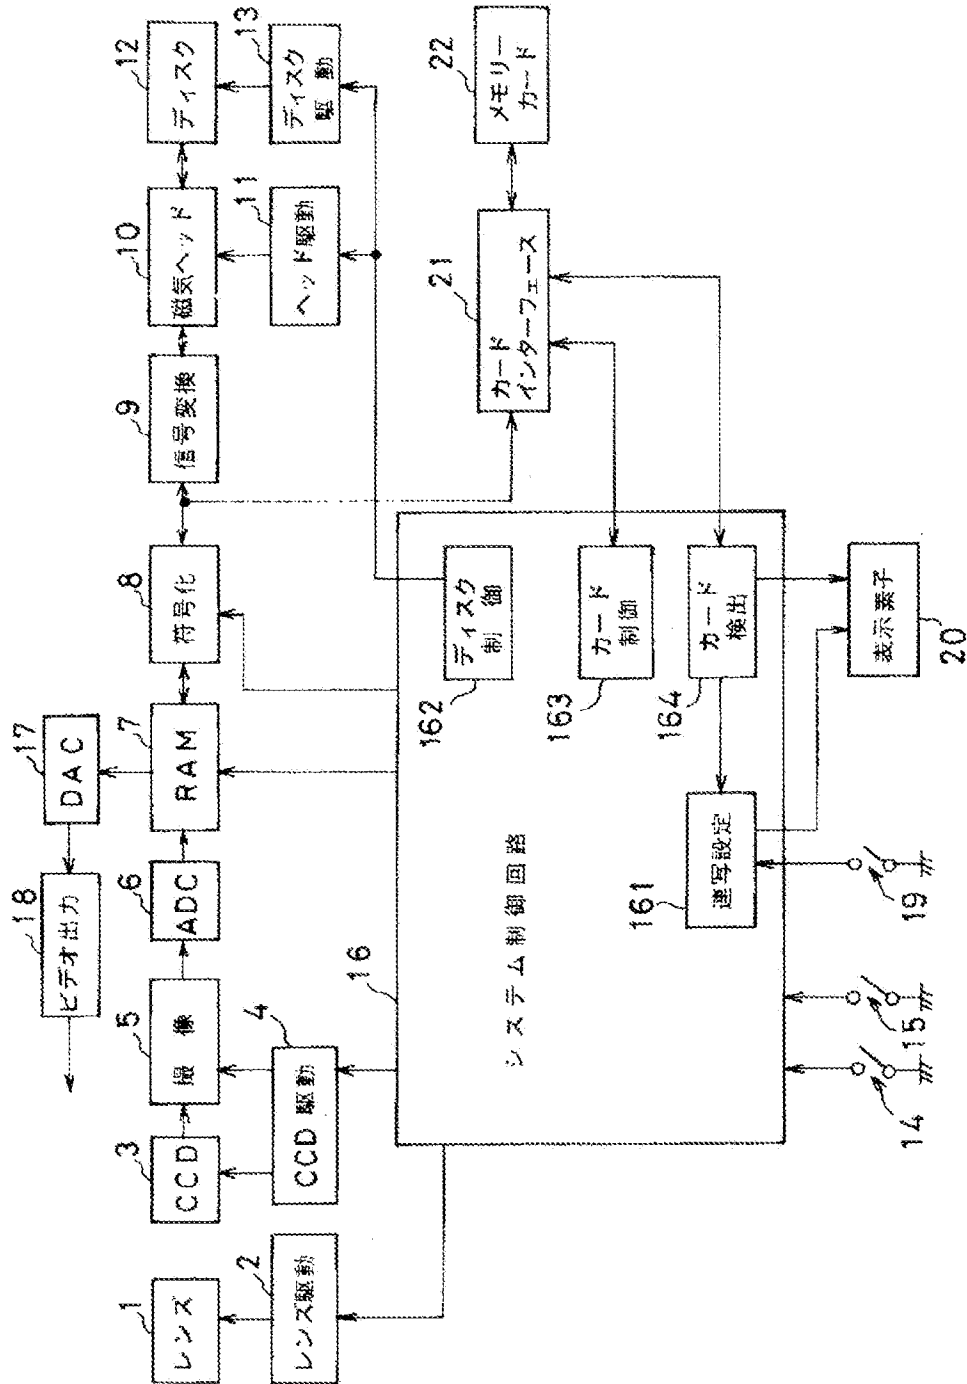 17
DAC
18
ビデオ出力
1
レンズ
3
CCD
5
撮像
6
ADC
7
RAM
8
符号化
9
信号変換
10
磁気ヘッド
12
ディスク
2
レンズ駆動
4
CCD駆動
11
ヘッド駆動
13
ディスク
駆動
16
システム制御回路
162
ディスク
制御
163
カード
制御
164
カード
検出
161
連写設定
21
カード
インターフェース
22
メモリー
カード
14
15
19
表示素子
20